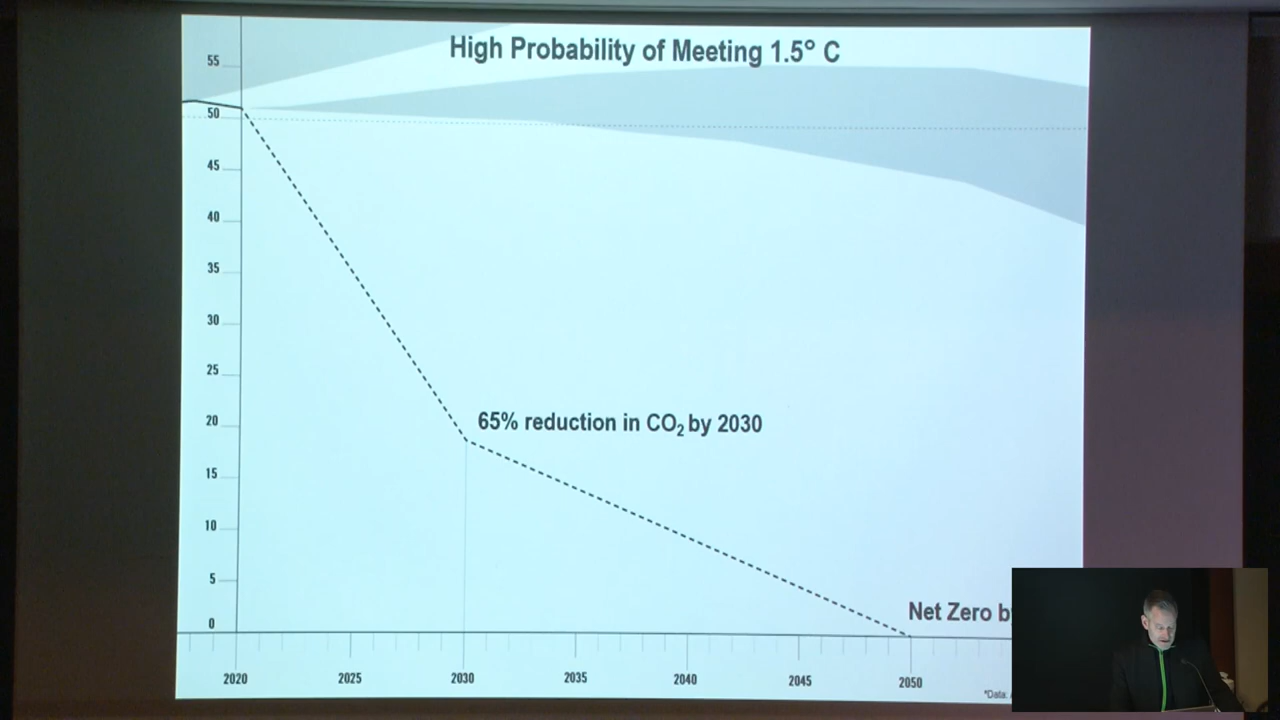 High Probability of Meeting 1.5° C
55
50
45
40
35
30
25
20
65% reduction in CO₂ by 2030
15
10
5
Net Zero
0
2020 2025 2030 2035 2040 2045 2050
*Data: